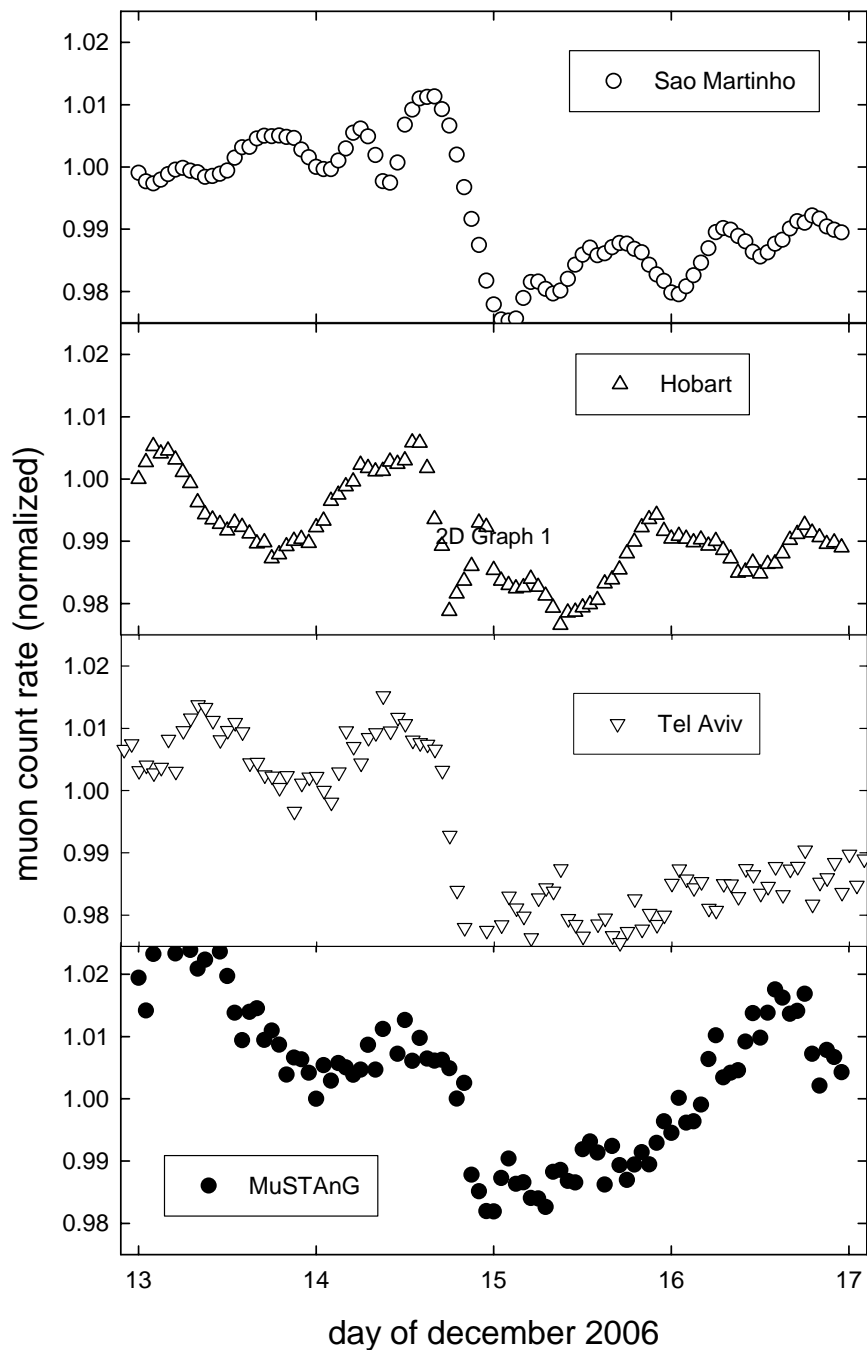 1.02
Sao Martinho
1.01
1.00
0.99
0.98
1.02
Hobart
1.01
1.00
0.99
2D Graph 1
0.98
muon count rate (normalized)
1.02
Tel Aviv
1.01
1.00
0.99
0.98
1.02
1.01
1.00
0.99
MuSTAnG
0.98
13 14 15 16 17
day of december 2006